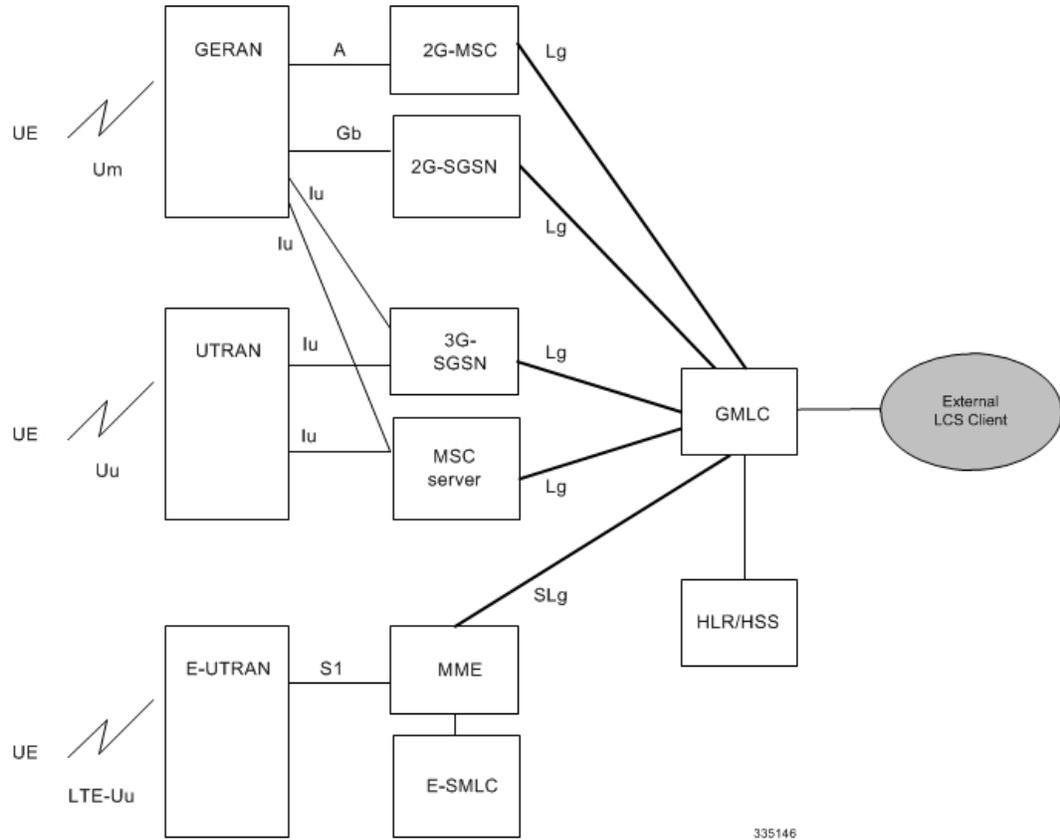 GERAN
A
2G-MSC
Lg
UE
Um
Gb
2G-SGSN
Iu
Lg
Iu
UTRAN
Iu
3G-
SGSN
Lg
UE
Uu
Iu
MSC
server
Lg
GMLC
External
LCS Client
SLg
HLR/HSS
E-UTRAN
S1
MME
UE
LTE-Uu
E-SMLC
335146